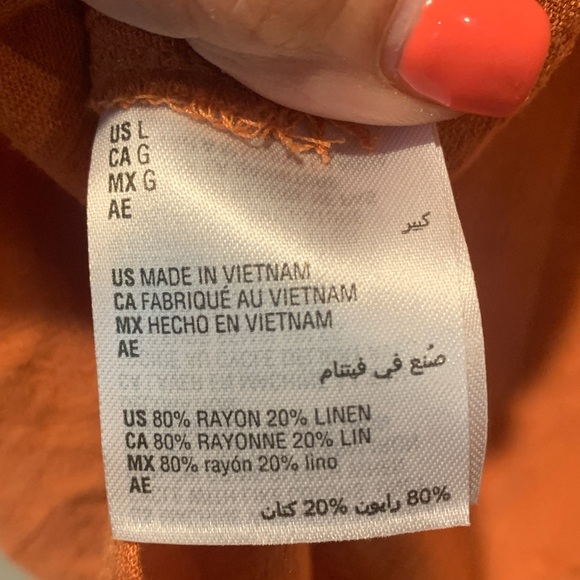 US L
CA G
MX G
AE
كبير
US MADE IN VIETNAM
CA FABRIQUÉ AU VIETNAM
MX HECHO EN VIETNAM
AE
صُنع في فيتنام
US 80% RAYON 20% LINEN
CA 80% RAYONNE 20% LIN
MX 80% rayón 20% lino
AE
80% رايون 20% كتان